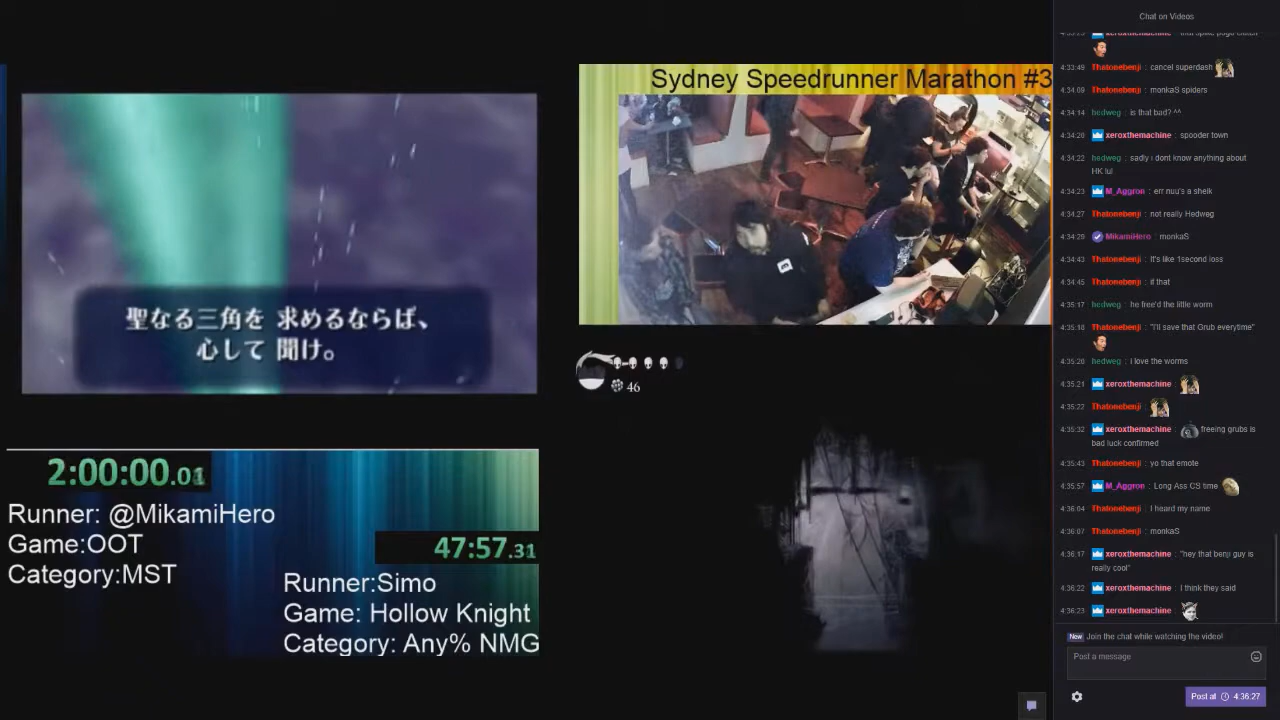 Sydney Speedrunner Marathon #3
聖なる三角を 求めるならば、
心して 聞け。
46
2:00:00.01
Runner: @MikamiHero
Game:OOT
Category:MST
47:57.31
Runner:Simo
Game: Hollow Knight
Category: Any% NMG
Chat on Videos
4:33:49 Thatonebenji : cancel superdash
4:34:09 Thatonebenji : monkaS spiders
4:34:14 hedweg : is that bad? ^^
4:34:20 xeroxthemachine : spooder town
4:34:22 hedweg : sadly i dont know anything about
HK lul
4:34:23 M_Aggron : err nuu's a sheik
4:34:27 Thatonebenji : not really Hedweg
4:34:29 MikamiHero : monkaS
4:34:43 Thatonebenji : It's like 1second loss
4:34:45 Thatonebenji : if that
4:35:17 hedweg : he free'd the little worm
4:35:18 Thatonebenji : "I'll save that Grub everytime"
4:35:20 hedweg : i love the worms
4:35:21 xeroxthemachine :
4:35:22 Thatonebenji :
4:35:32 xeroxthemachine : freeing grubs is
bad luck confirmed
4:35:43 Thatonebenji : yo that emote
4:35:57 M_Aggron : Long Ass CS time
4:36:04 Thatonebenji : I heard my name
4:36:07 Thatonebenji : monkaS
4:36:17 xeroxthemachine : "hey that benji guy is
really cool"
4:36:22 xeroxthemachine : I think they said
4:36:23 xeroxthemachine :
New Join the chat while watching the video!
Post a message
Post at 4:36:27